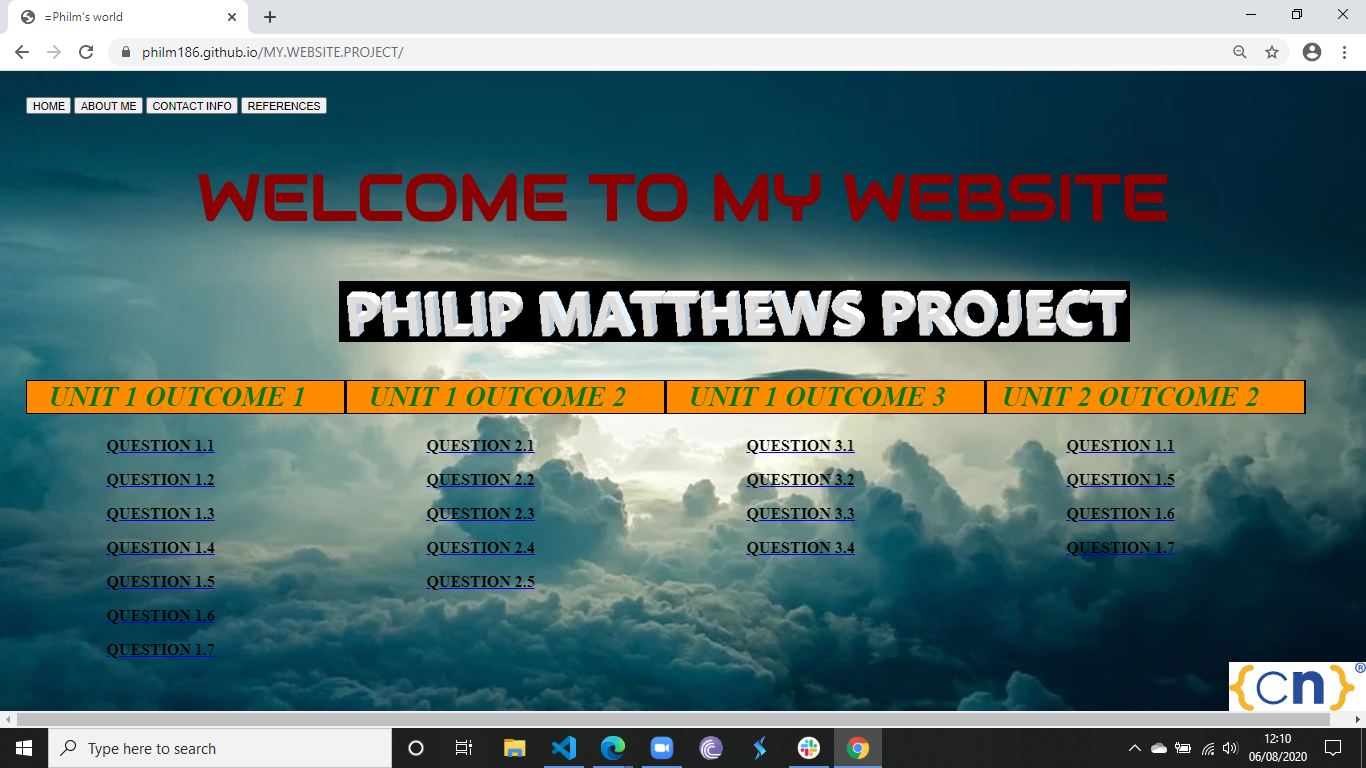 =Philm's world
philm186.github.io/MY.WEBSITE.PROJECT/
HOME ABOUT ME CONTACT INFO REFERENCES
WELCOME TO MY WEBSITE
PHILIP MATTHEWS PROJECT
UNIT 1 OUTCOME 1 UNIT 1 OUTCOME 2 UNIT 1 OUTCOME 3 UNIT 2 OUTCOME 2
QUESTION 1.1 QUESTION 2.1 QUESTION 3.1 QUESTION 1.1
QUESTION 1.2 QUESTION 2.2 QUESTION 3.2 QUESTION 1.5
QUESTION 1.3 QUESTION 2.3 QUESTION 3.3 QUESTION 1.6
QUESTION 1.4 QUESTION 2.4 QUESTION 3.4 QUESTION 1.7
QUESTION 1.5 QUESTION 2.5
QUESTION 1.6
QUESTION 1.7
{cn}®
Type here to search
12:10
06/08/2020